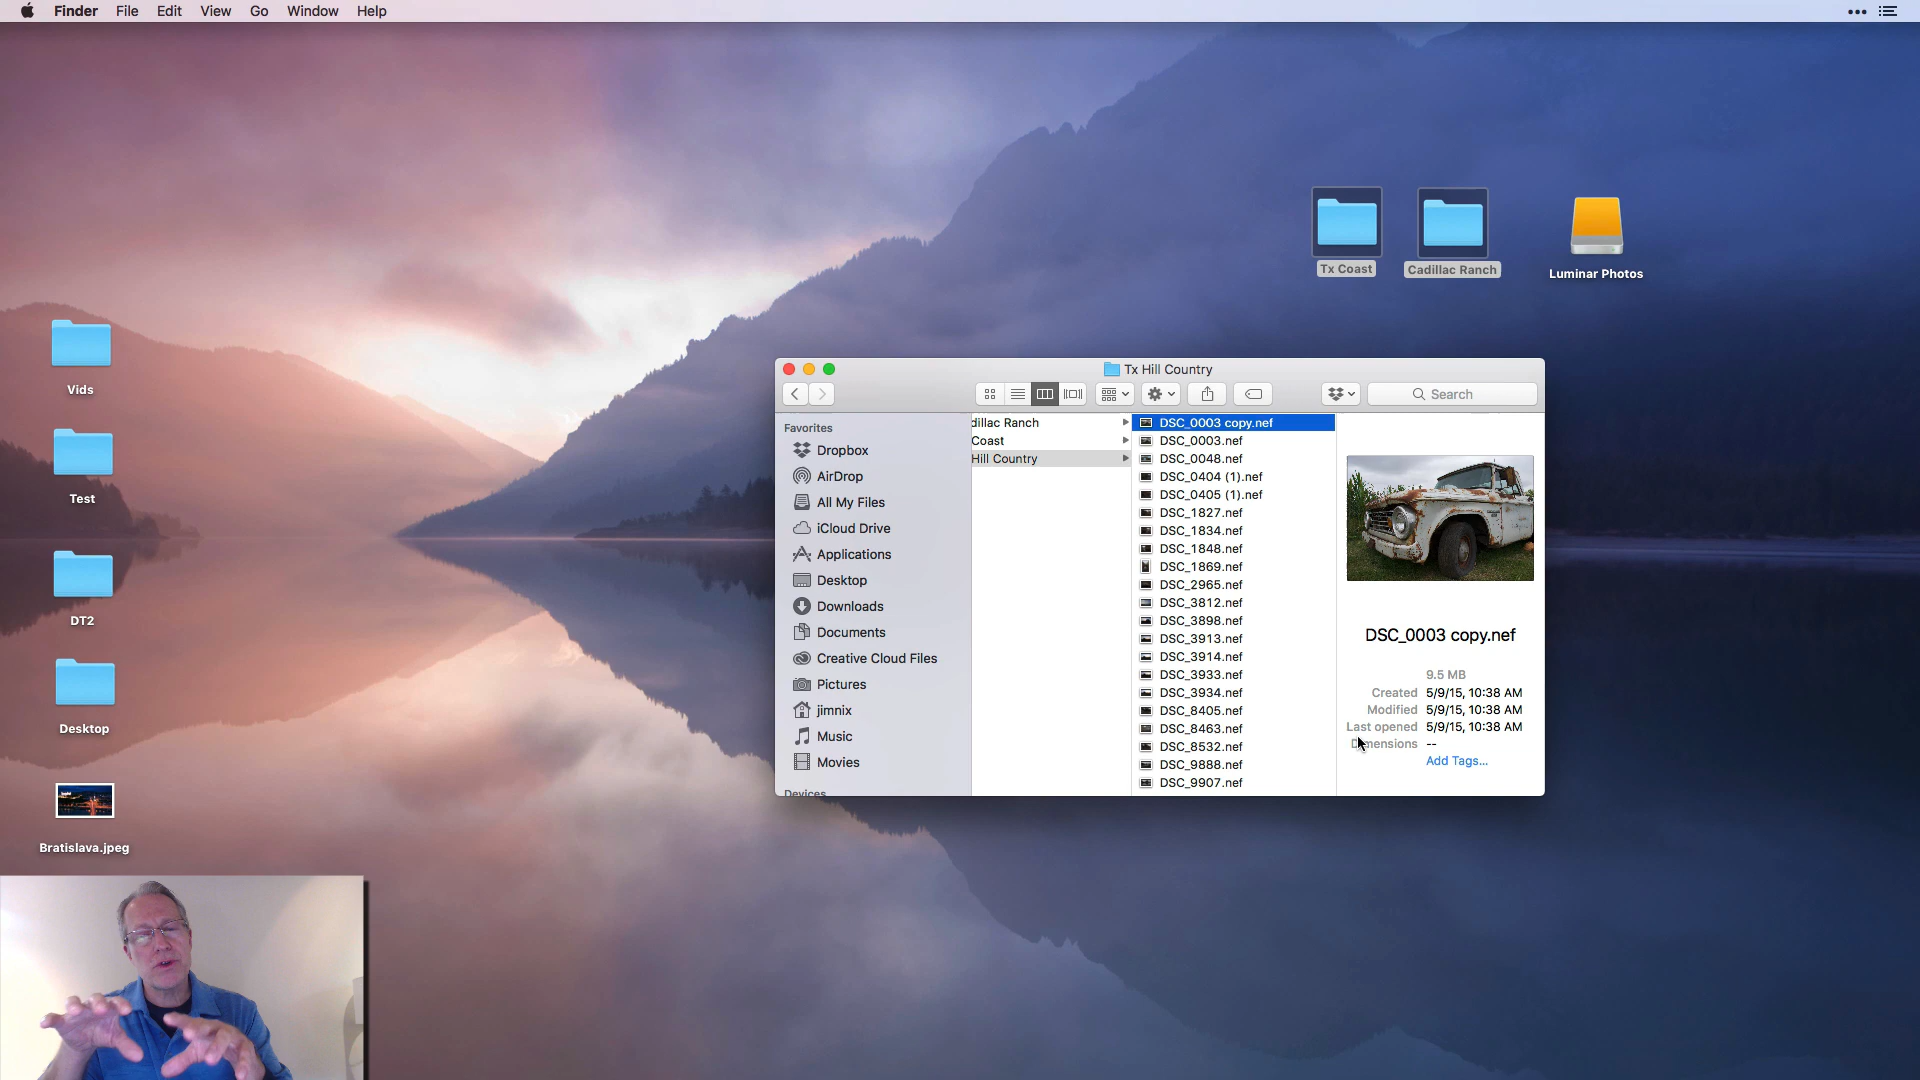 Finder File Edit View Go Window Help
Tx Coast
Cadillac Ranch
Luminar Photos
Vids
Test
DT2
Desktop
Bratislava.jpeg
Tx Hill Country
Search
Favorites
Dropbox
AirDrop
All My Files
iCloud Drive
Applications
Desktop
Downloads
Documents
Creative Cloud Files
Pictures
jimnix
Music
Movies
Devices
dillac Ranch
Coast
Hill Country
DSC_0003 copy.nef
DSC_0003.nef
DSC_0048.nef
DSC_0404 (1).nef
DSC_0405 (1).nef
DSC_1827.nef
DSC_1834.nef
DSC_1848.nef
DSC_1869.nef
DSC_2965.nef
DSC_3812.nef
DSC_3898.nef
DSC_3913.nef
DSC_3914.nef
DSC_3933.nef
DSC_3934.nef
DSC_8405.nef
DSC_8463.nef
DSC_8532.nef
DSC_9888.nef
DSC_9907.nef
DSC_0003 copy.nef
9.5 MB
Created 5/9/15, 10:38 AM
Modified 5/9/15, 10:38 AM
Last opened 5/9/15, 10:38 AM
Dimensions --
Add Tags...